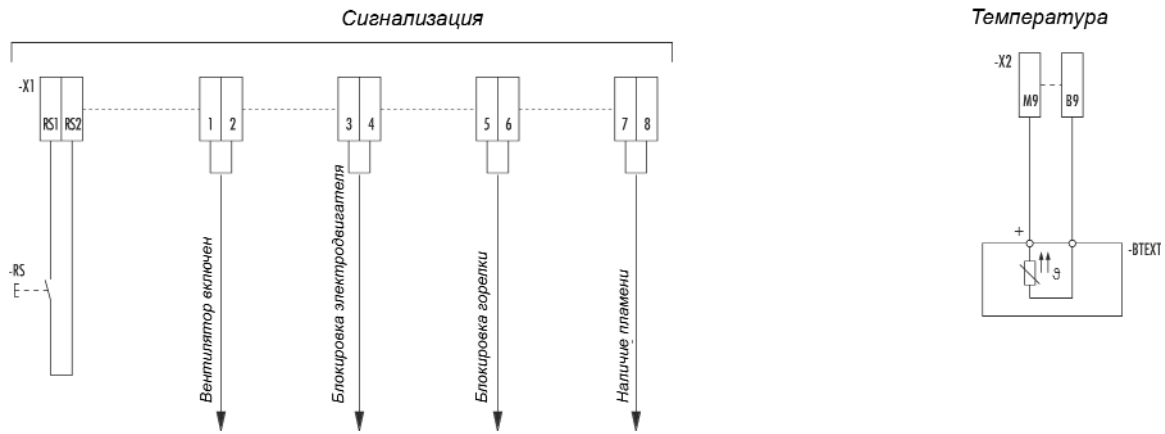 Сигнализация
Температура
-X1
RS1 RS2
1 2
3 4
5 6
7 8
-X2
M9
B9
-RS
E
Вентилятор включен
Блокировка электродвигателя
Блокировка горелки
Наличие пламени
+
-BTEXT
ϑ